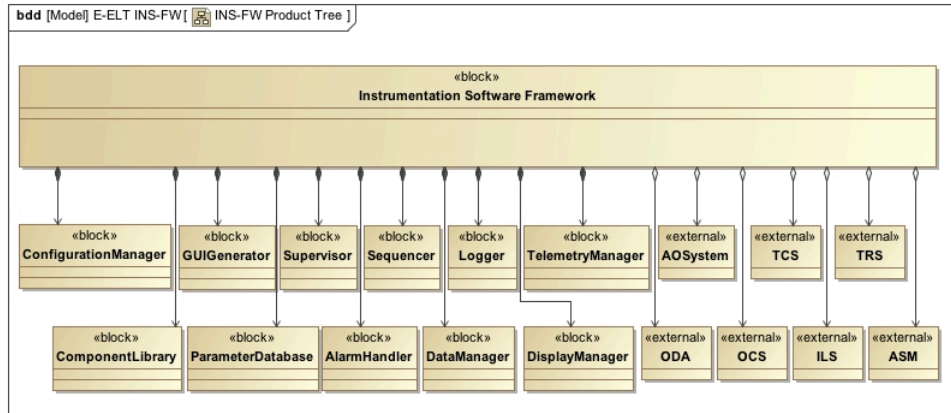 bdd [Model] E-ELT INS-FW [ INS-FW Product Tree ]
«block»
Instrumentation Software Framework
«block»
ConfigurationManager
«block»
GUIGenerator
«block»
Supervisor
«block»
Sequencer
«block»
Logger
«block»
TelemetryManager
«external»
AOSystem
«external»
TCS
«external»
TRS
«block»
ComponentLibrary
«block»
ParameterDatabase
«block»
AlarmHandler
«block»
DataManager
«block»
DisplayManager
«external»
ODA
«external»
OCS
«external»
ILS
«external»
ASM